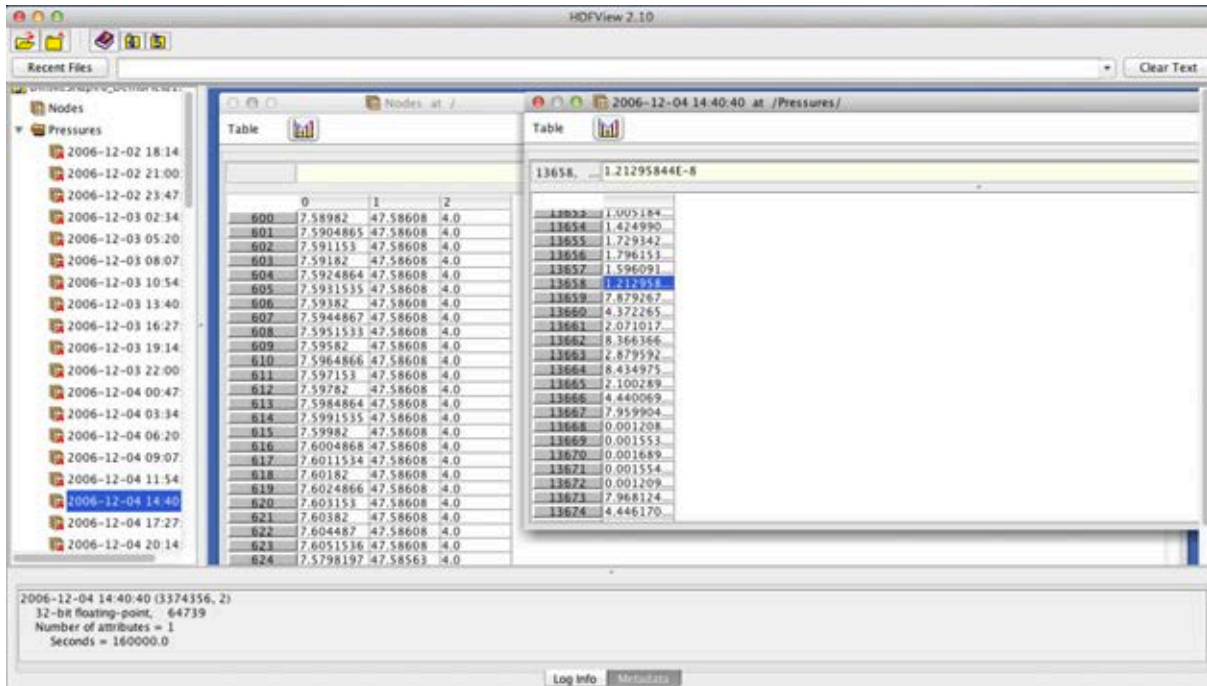 HDFView 2.10
Recent Files
Clear Text
Nodes
Pressures
2006-12-02 18:14:
2006-12-02 21:00:
2006-12-02 23:47:
2006-12-03 02:34:
2006-12-03 05:20:
2006-12-03 08:07:
2006-12-03 10:54:
2006-12-03 13:40:
2006-12-03 16:27:
2006-12-03 19:14:
2006-12-03 22:00:
2006-12-04 00:47:
2006-12-04 03:34:
2006-12-04 06:20:
2006-12-04 09:07:
2006-12-04 11:54:
2006-12-04 14:40:
2006-12-04 17:27:
2006-12-04 20:14:
Nodes at /
Table
0 1 2
600 7.58982 47.58608 4.0
601 7.5904865 47.58608 4.0
602 7.591153 47.58608 4.0
603 7.59182 47.58608 4.0
604 7.5924864 47.58608 4.0
605 7.5931535 47.58608 4.0
606 7.59382 47.58608 4.0
607 7.5944867 47.58608 4.0
608 7.5951533 47.58608 4.0
609 7.59582 47.58608 4.0
610 7.5964866 47.58608 4.0
611 7.597153 47.58608 4.0
612 7.59782 47.58608 4.0
613 7.5984864 47.58608 4.0
614 7.5991535 47.58608 4.0
615 7.59982 47.58608 4.0
616 7.6004868 47.58608 4.0
617 7.6011534 47.58608 4.0
618 7.60182 47.58608 4.0
619 7.6024866 47.58608 4.0
620 7.603153 47.58608 4.0
621 7.60382 47.58608 4.0
622 7.604487 47.58608 4.0
623 7.6051536 47.58608 4.0
624 7.5798197 47.58563 4.0
2006-12-04 14:40:40 at /Pressures/
Table
13658, ... 1.21295844E-8
13653 1.005184...
13654 1.424990...
13655 1.729342...
13656 1.796153...
13657 1.596091...
13658 1.212958...
13659 7.879267...
13660 4.372265...
13661 2.071017...
13662 8.366366...
13663 2.879592...
13664 8.434975...
13665 2.100289...
13666 4.440069...
13667 7.959904...
13668 0.001208...
13669 0.001553...
13670 0.001689...
13671 0.001554...
13672 0.001209...
13673 7.968124...
13674 4.446170...
2006-12-04 14:40:40 (3374356, 2)
32-bit floating-point, 64739
Number of attributes = 1
Seconds = 160000.0
Log Info Metadata